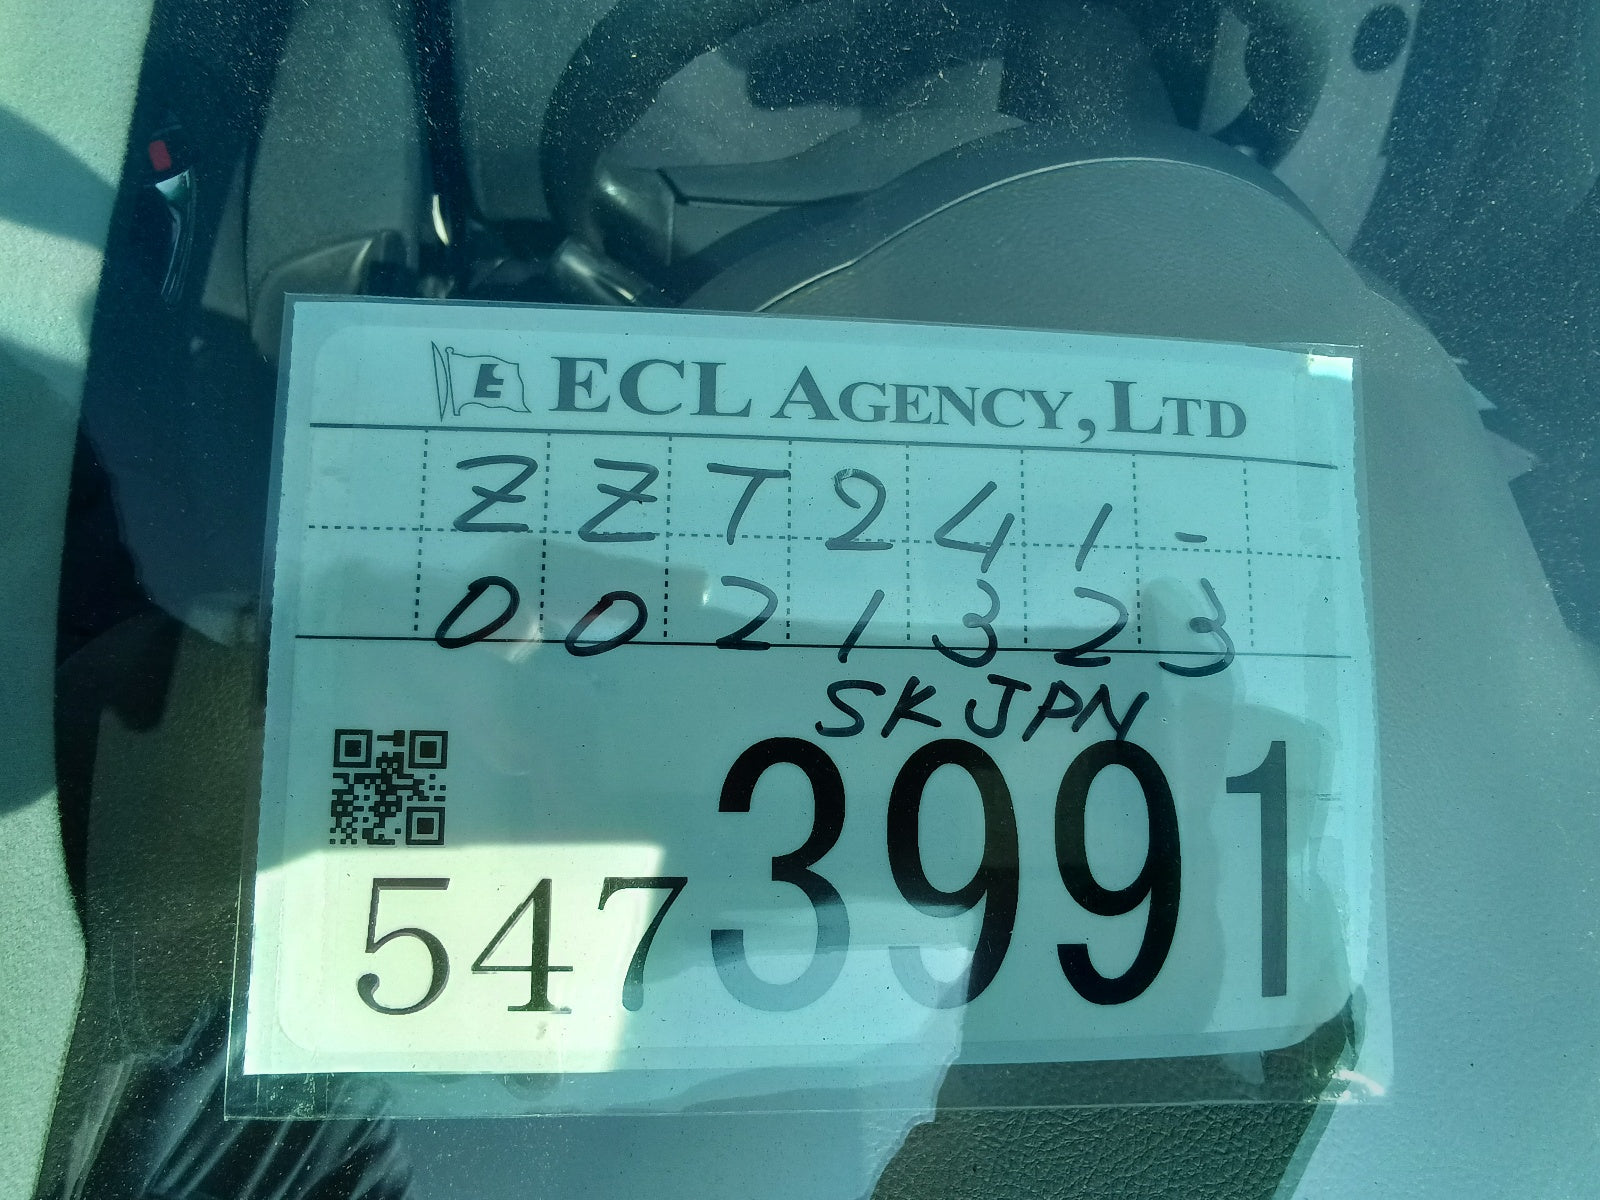 E ECL AGENCY, LTD
ZZT241-
0021323
SKJPN
5473991